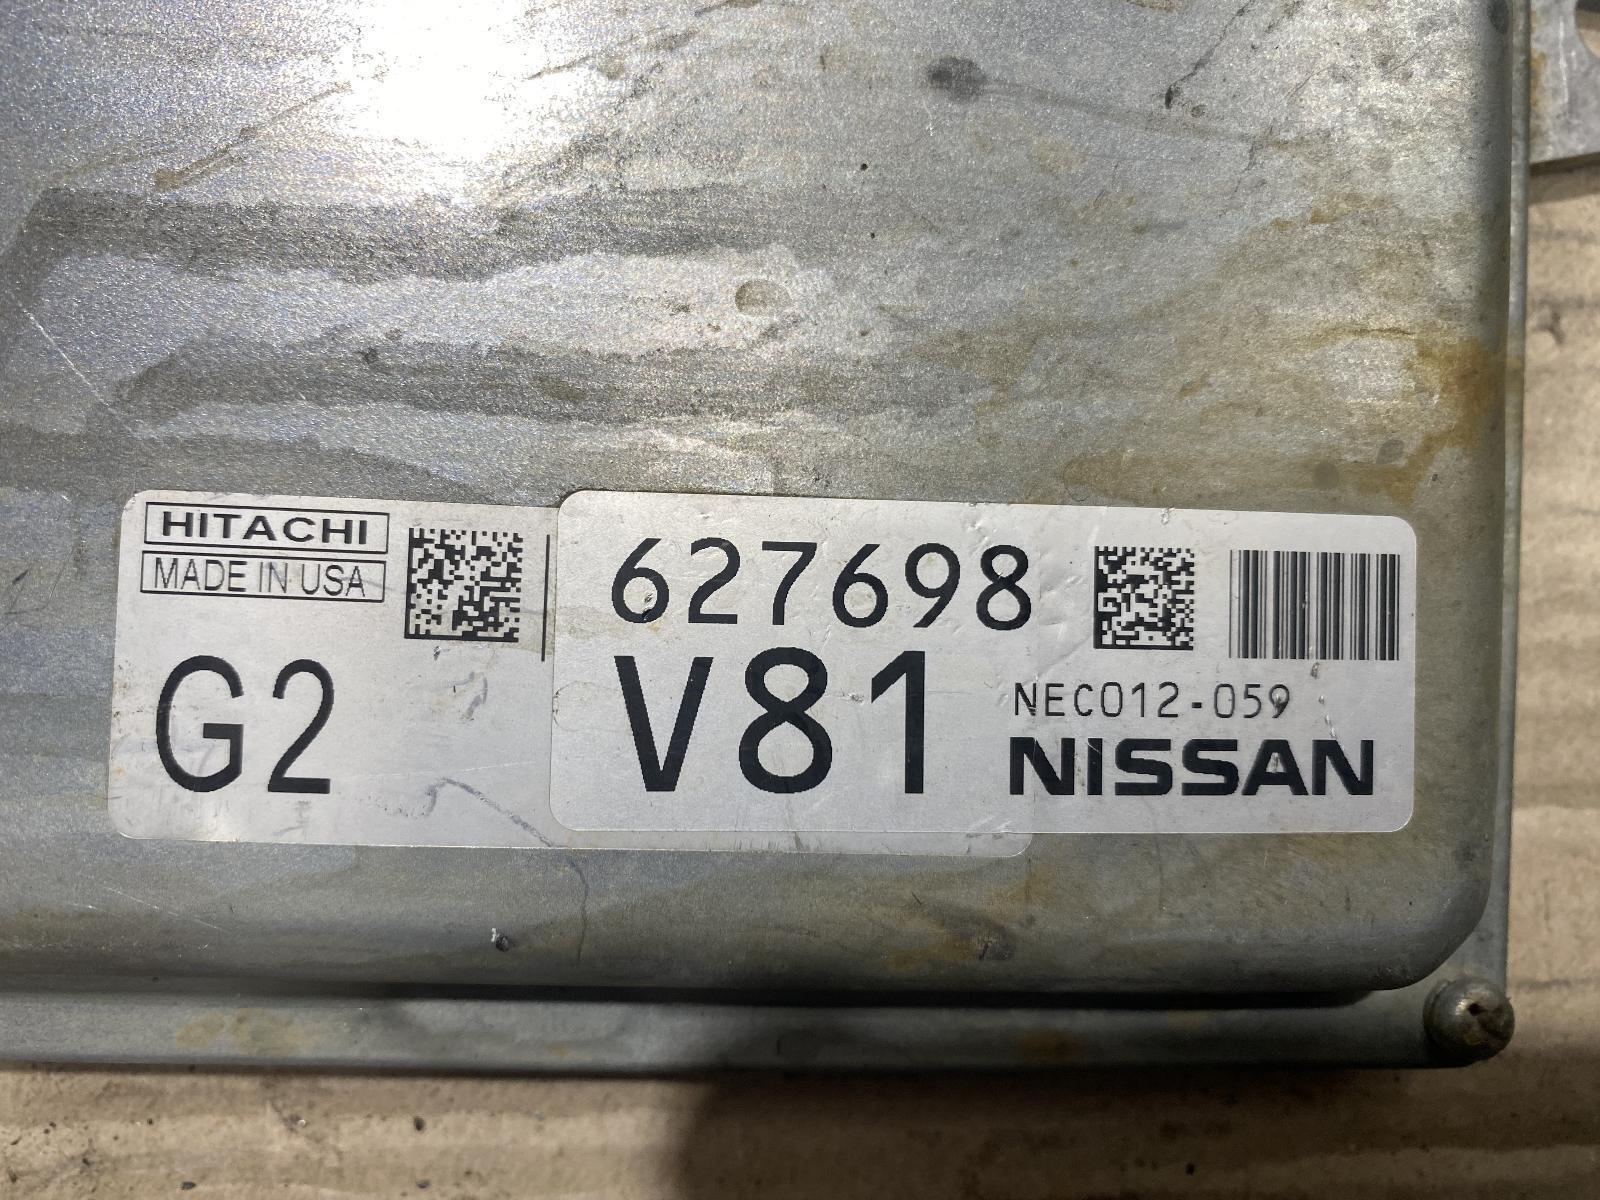 HITACHI
MADE IN USA
G2
627698
V81
NEC012-059
NISSAN